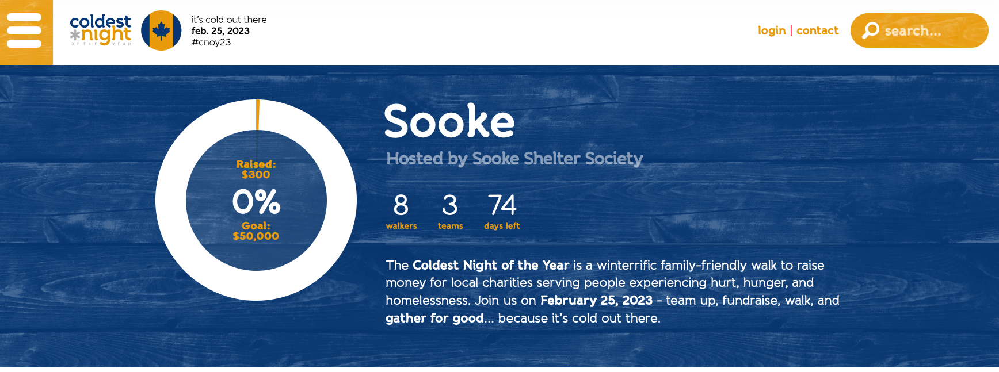 coldest
*night
OF THE YEAR
it's cold out there
feb. 25, 2023
#cnoy23
login | contact
search...
Raised:
$300
0%
Goal:
$50,000
Sooke
Hosted by Sooke Shelter Society
8 3 74
walkers teams days left
The Coldest Night of the Year is a winterrific family-friendly walk to raise
money for local charities serving people experiencing hurt, hunger, and
homelessness. Join us on February 25, 2023 - team up, fundraise, walk, and
gather for good... because it's cold out there.